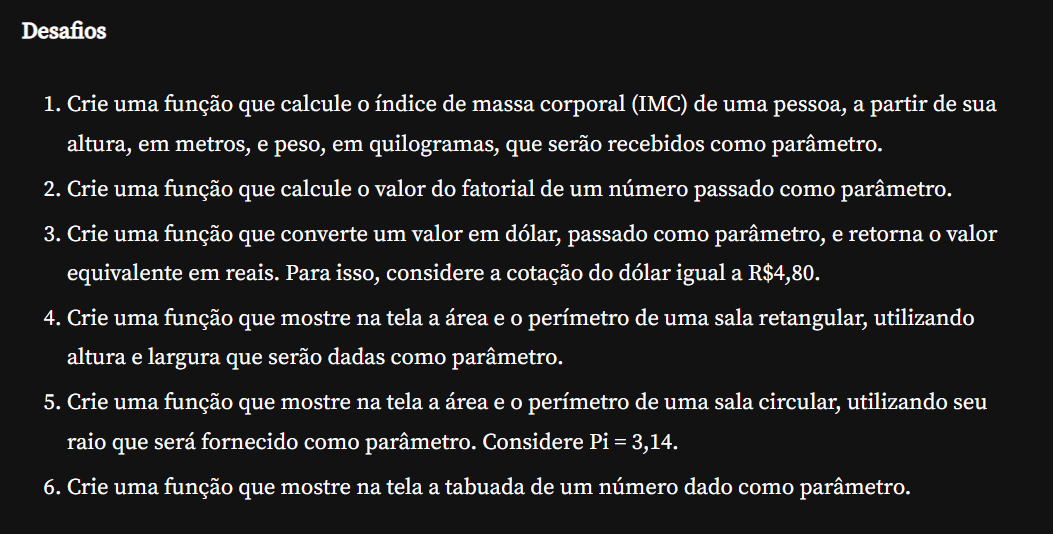 Desafios
1. Crie uma função que calcule o índice de massa corporal (IMC) de uma pessoa, a partir de sua
altura, em metros, e peso, em quilogramas, que serão recebidos como parâmetro.
2. Crie uma função que calcule o valor do fatorial de um número passado como parâmetro.
3. Crie uma função que converte um valor em dólar, passado como parâmetro, e retorna o valor
equivalente em reais. Para isso, considere a cotação do dólar igual a R$4,80.
4. Crie uma função que mostre na tela a área e o perímetro de uma sala retangular, utilizando
altura e largura que serão dadas como parâmetro.
5. Crie uma função que mostre na tela a área e o perímetro de uma sala circular, utilizando seu
raio que será fornecido como parâmetro. Considere Pi = 3,14.
6. Crie uma função que mostre na tela a tabuada de um número dado como parâmetro.